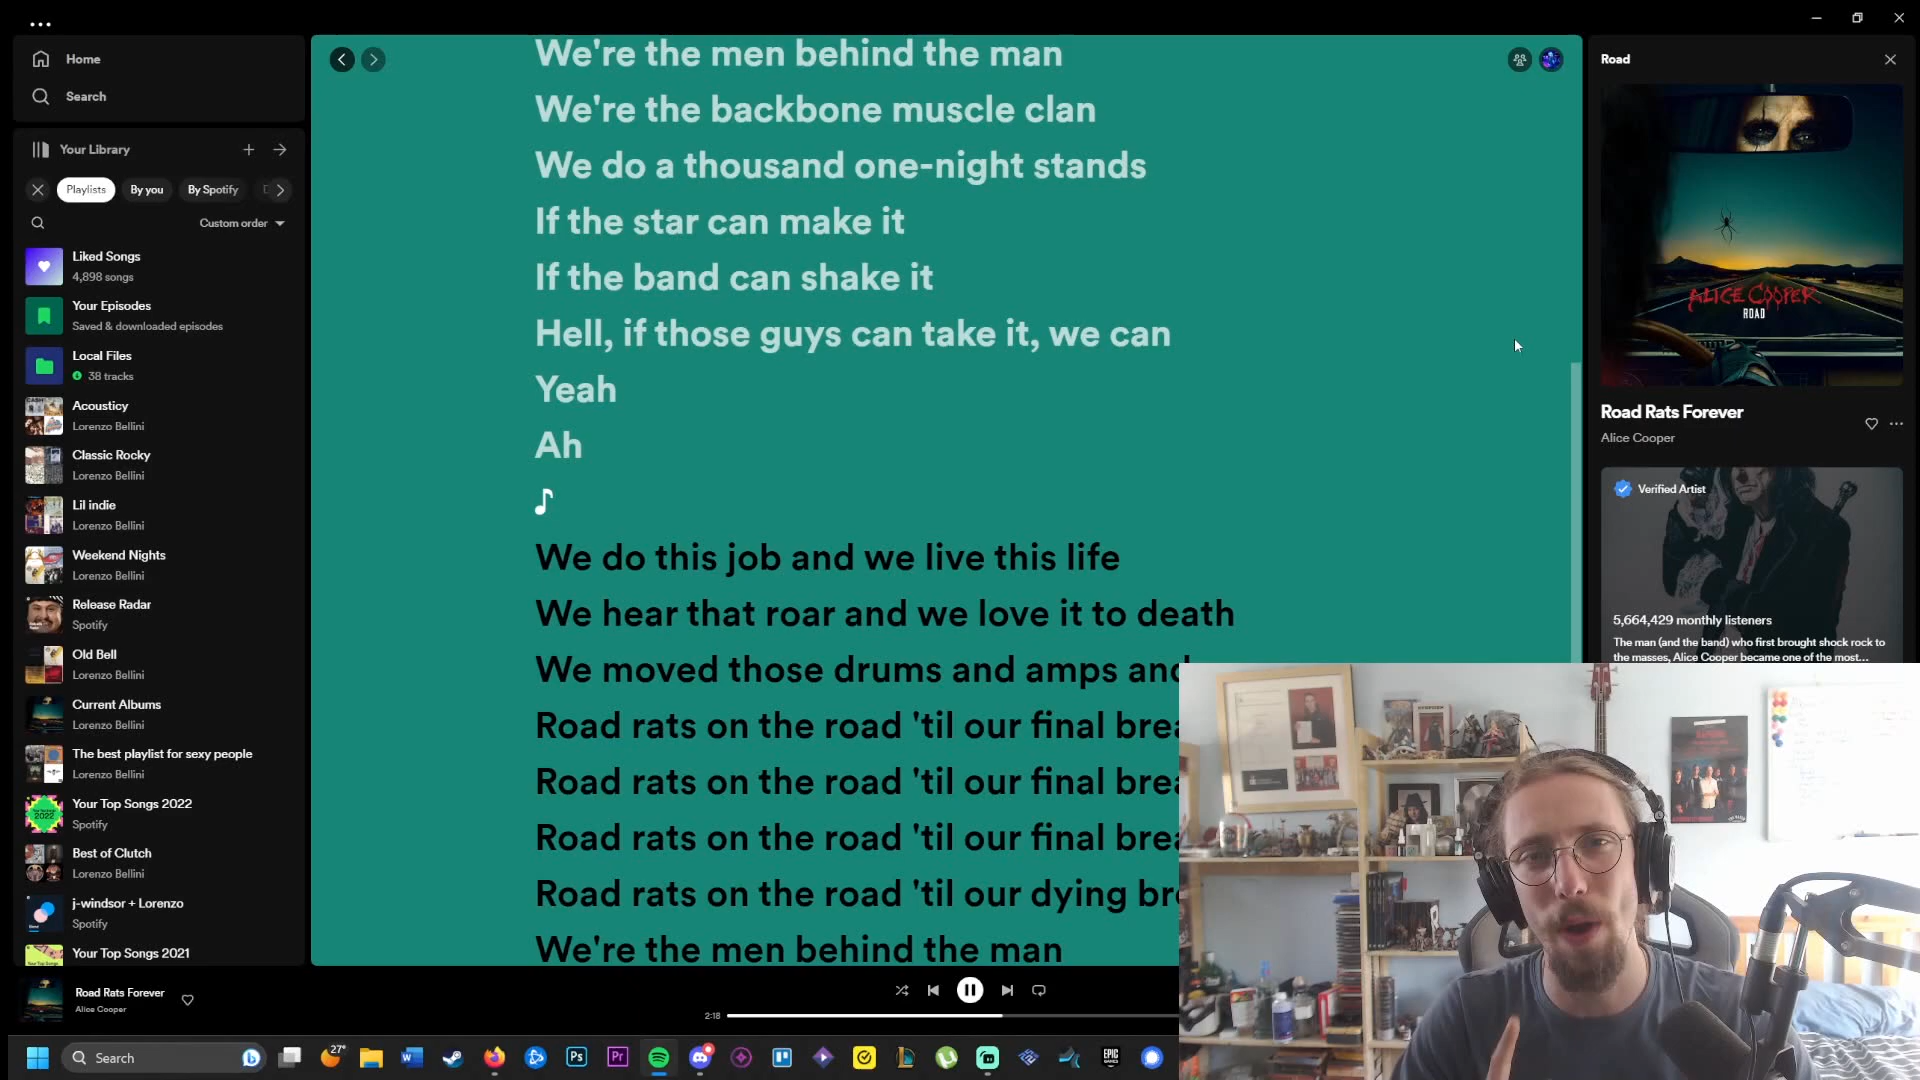 Home
Search
Your Library
Playlists
By you
By Spotify
Custom order
Liked Songs
4,898 songs
Your Episodes
Saved & downloaded episodes
Local Files
38 tracks
Acousticy
Lorenzo Bellini
Classic Rocky
Lorenzo Bellini
Lil indie
Lorenzo Bellini
Weekend Nights
Lorenzo Bellini
Release Radar
Spotify
Old Bell
Lorenzo Bellini
Current Albums
Lorenzo Bellini
The best playlist for sexy people
Lorenzo Bellini
Your Top Songs 2022
Spotify
Best of Clutch
Lorenzo Bellini
j-windsor + Lorenzo
Spotify
Your Top Songs 2021
We're the men behind the man
We're the backbone muscle clan
We do a thousand one-night stands
If the star can make it
If the band can shake it
Hell, if those guys can take it, we can
Yeah
Ah
We do this job and we live this life
We hear that roar and we love it to death
We moved those drums and amps and
Road rats on the road 'til our final brea
Road rats on the road 'til our final brea
Road rats on the road 'til our final brea
Road rats on the road 'til our dying bre
We're the men behind the man
Road
ALICE COOPER
ROAD
Road Rats Forever
Alice Cooper
Verified Artist
5,664,429 monthly listeners
The man (and the band) who first brought shock rock to
the masses, Alice Cooper became one of the most...
Road Rats Forever
Alice Cooper
2:18
Search
27°
W
Ps
Pr
EPIC